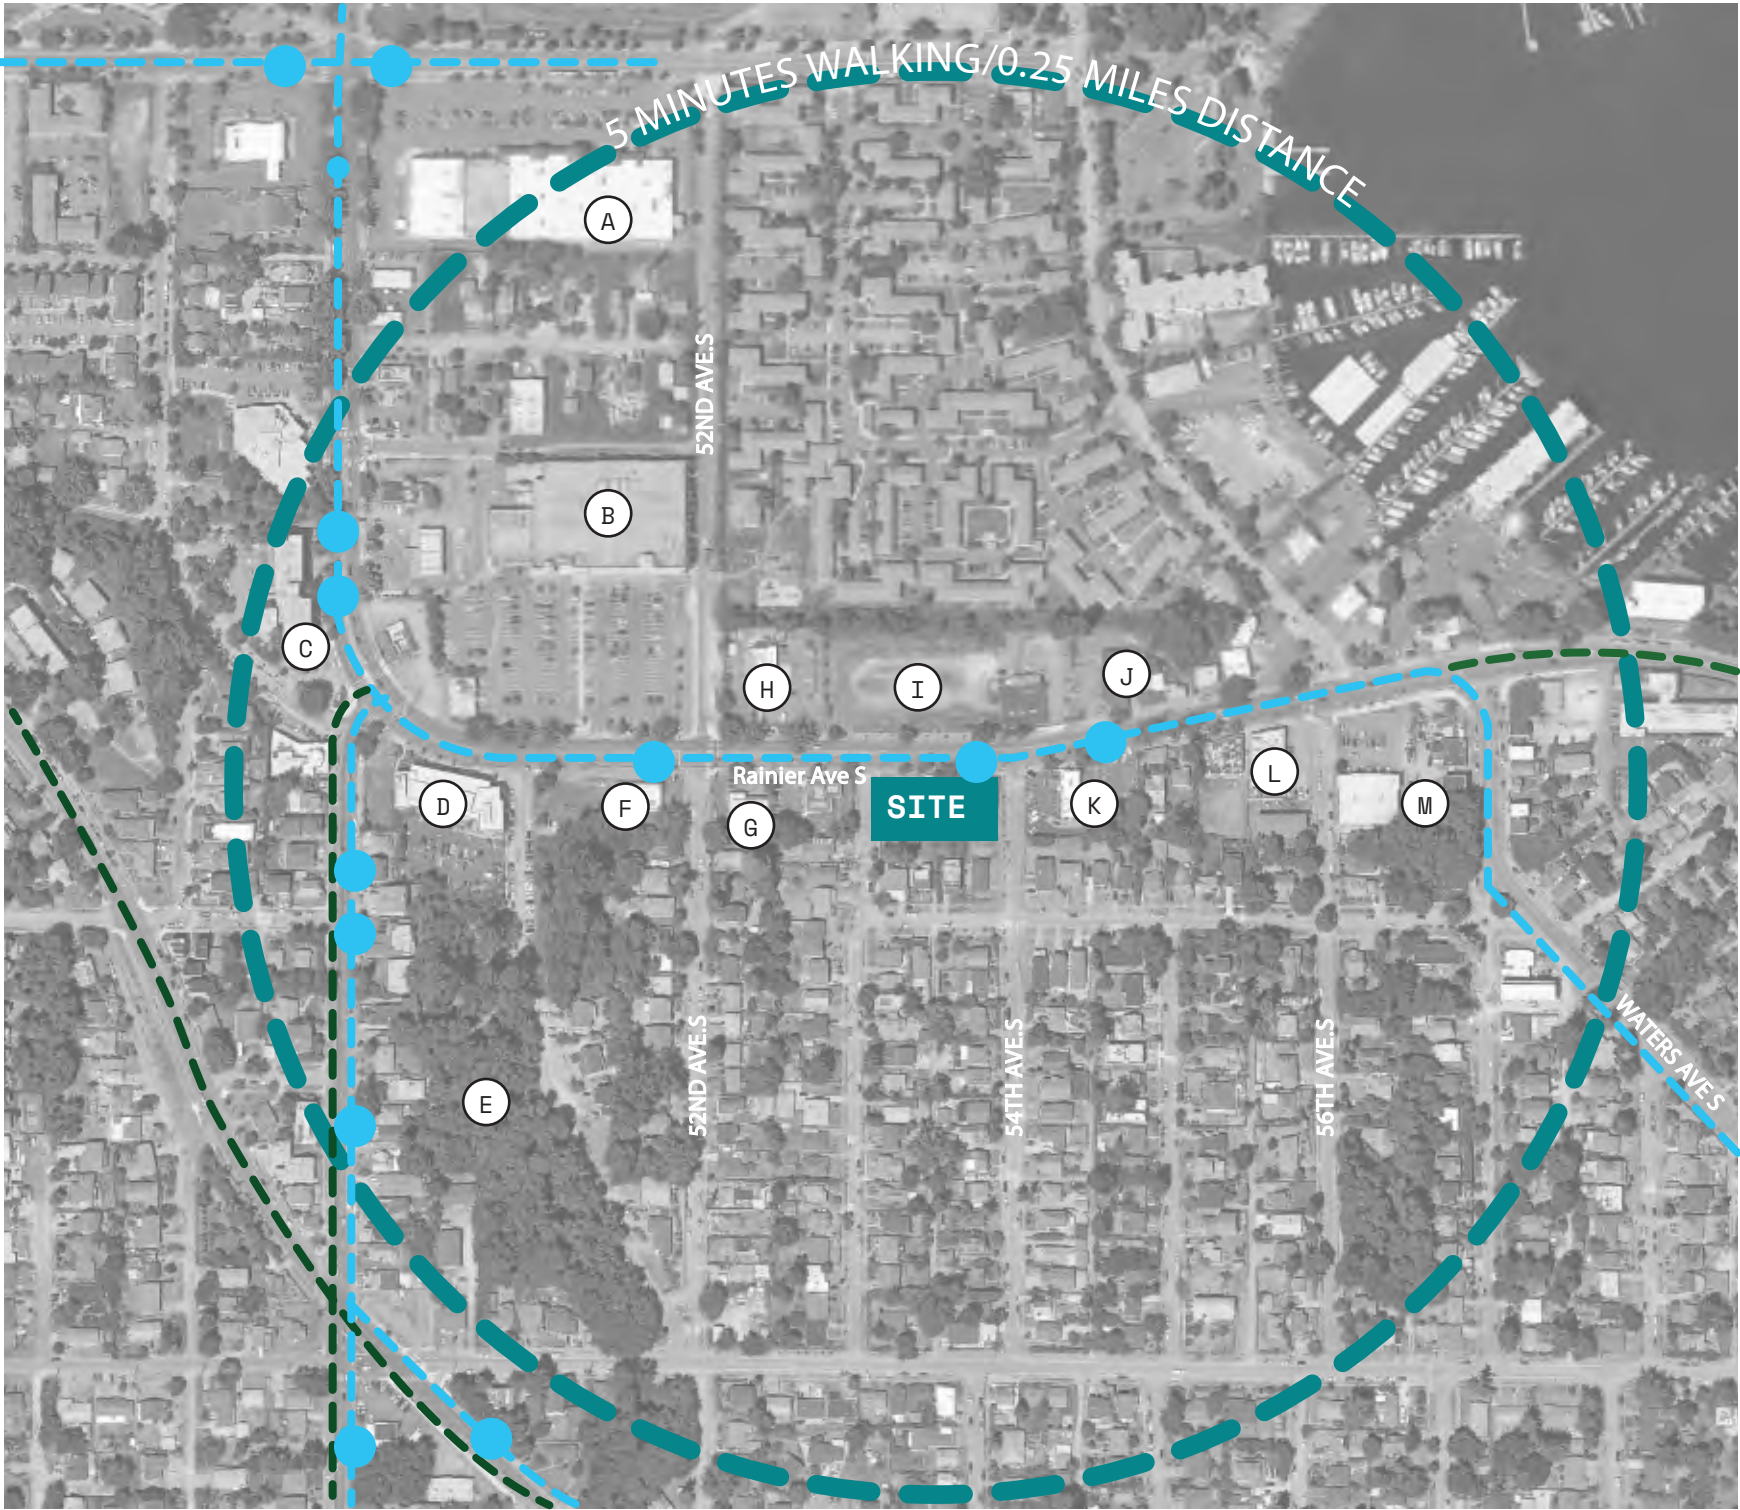 5 MINUTES WALKING/0.25 MILES DISTANCE
A
52ND AVE.S
B
C
H
I
J
Rainier Ave S
SITE
D
F
G
K
L
M
WATERS AVE S
E
52ND AVE.S
54TH AVE.S
56TH AVE.S